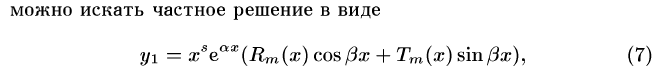 можно искать частное решение в виде
y₁ = xˢe^{αx}(Rₘ(x) cos βx + Tₘ(x) sin βx), (7)